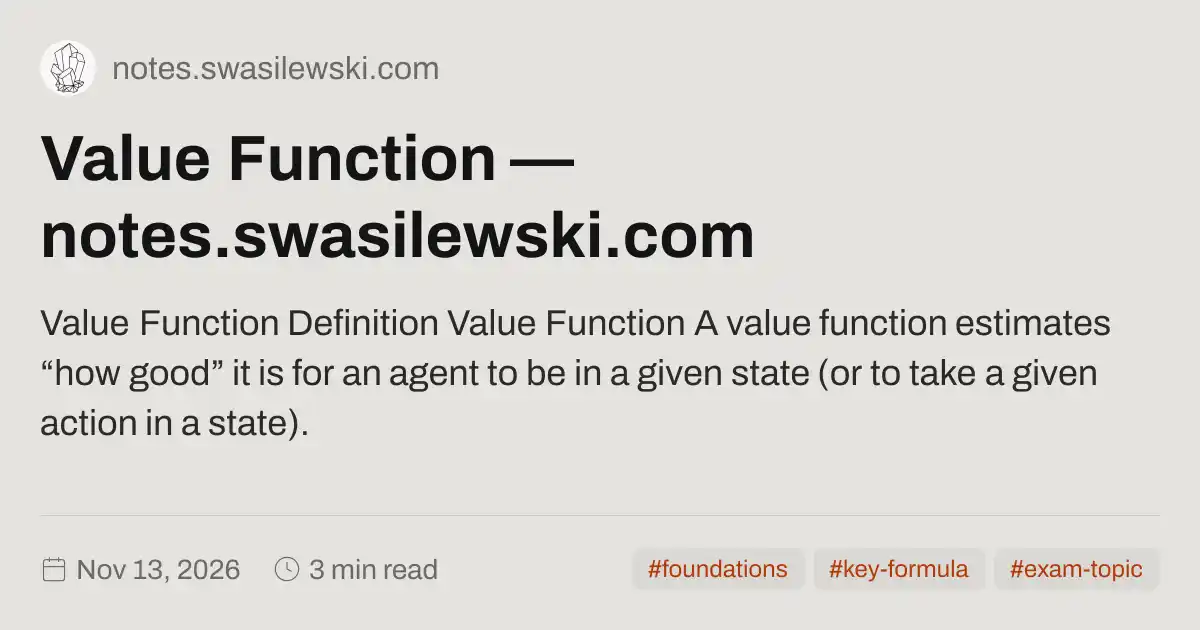 notes.swasilewski.com
Value Function —
notes.swasilewski.com
Value Function Definition Value Function A value function estimates
“how good” it is for an agent to be in a given state (or to take a given
action in a state).
Nov 13, 2026 3 min read #foundations #key-formula #exam-topic